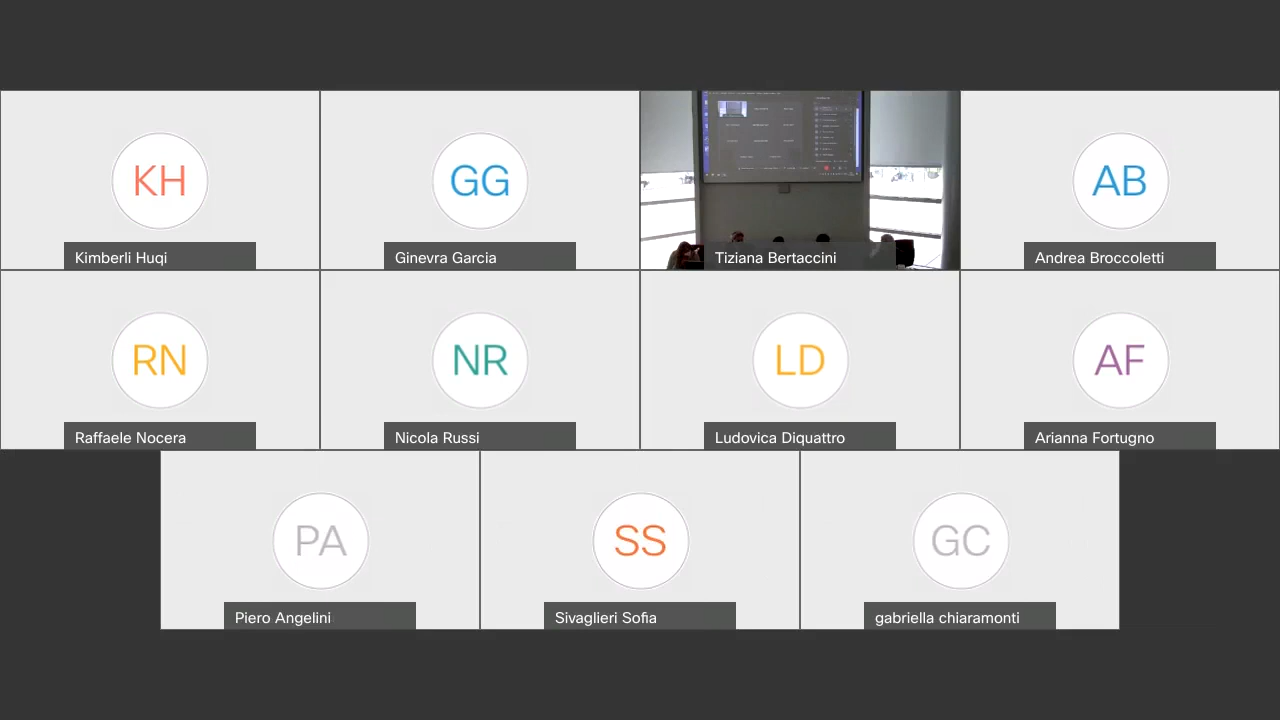 KH
Kimberli Huqi
GG
Ginevra Garcia
Tiziana Bertaccini
AB
Andrea Broccoletti
RN
Raffaele Nocera
NR
Nicola Russi
LD
Ludovica Diquattro
AF
Arianna Fortugno
PA
Piero Angelini
SS
Sivaglieri Sofia
GC
gabriella chiaramonti